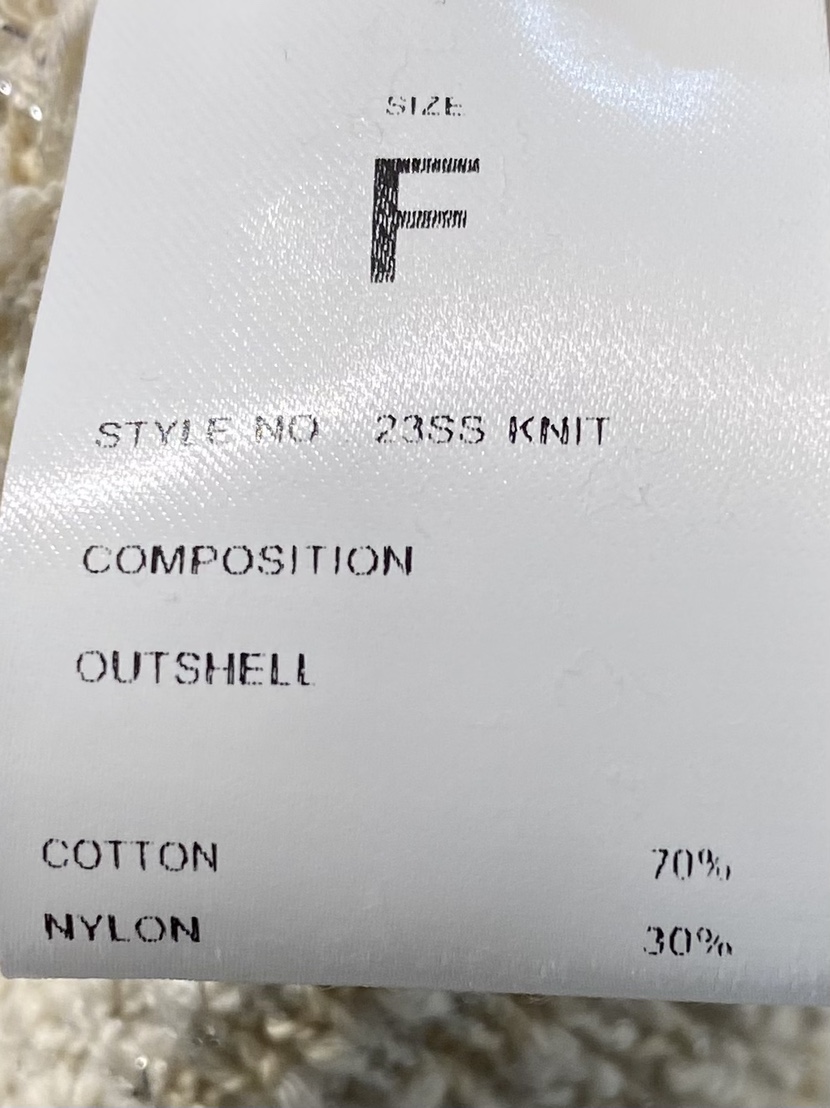 SIZE
F
STYLE NO . 23SS KNIT
COMPOSITION
OUTSHELL
COTTON 70%
NYLON 30%